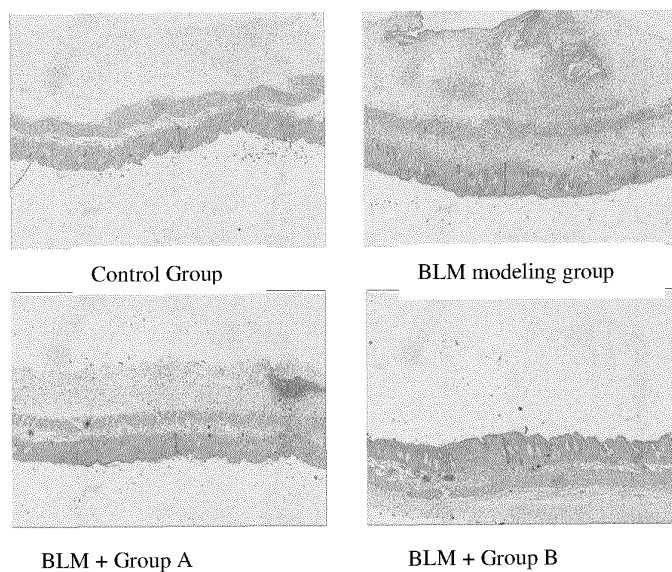 Control Group
BLM modeling group
BLM + Group A
BLM + Group B